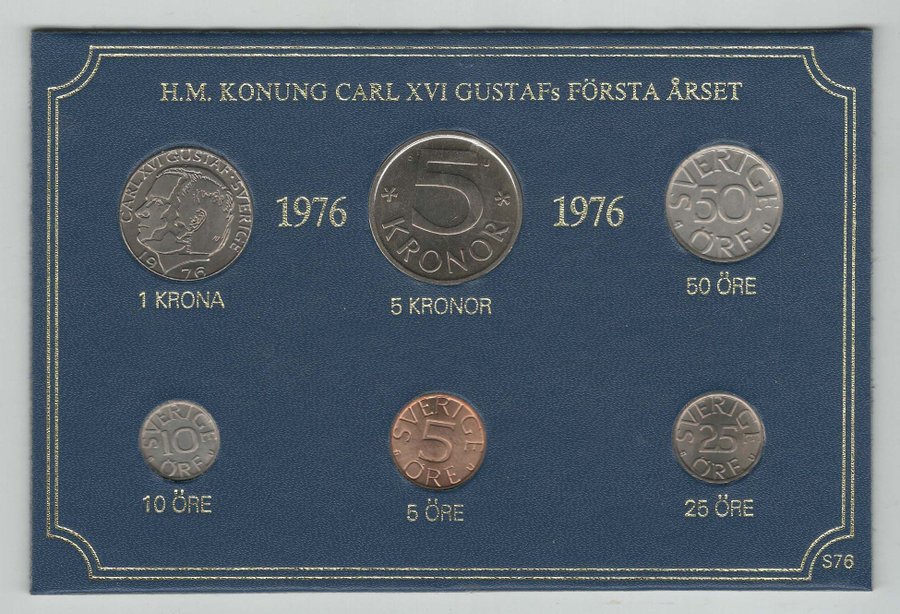 H.M. KONUNG CARL XVI GUSTAFs FÖRSTA ÅRSET
CARL XVI GUSTAF·SVERIGE
1976
1976
5
KRONOR
1976
SVERIGE
50
ÖRE
U
1 KRONA
5 KRONOR
50 ÖRE
SVERIGE
10
ÖRE
U
SVERIGE
5
ÖRE
U
SVERIGE
25
ÖRE
U
10 ÖRE
5 ÖRE
25 ÖRE
S76